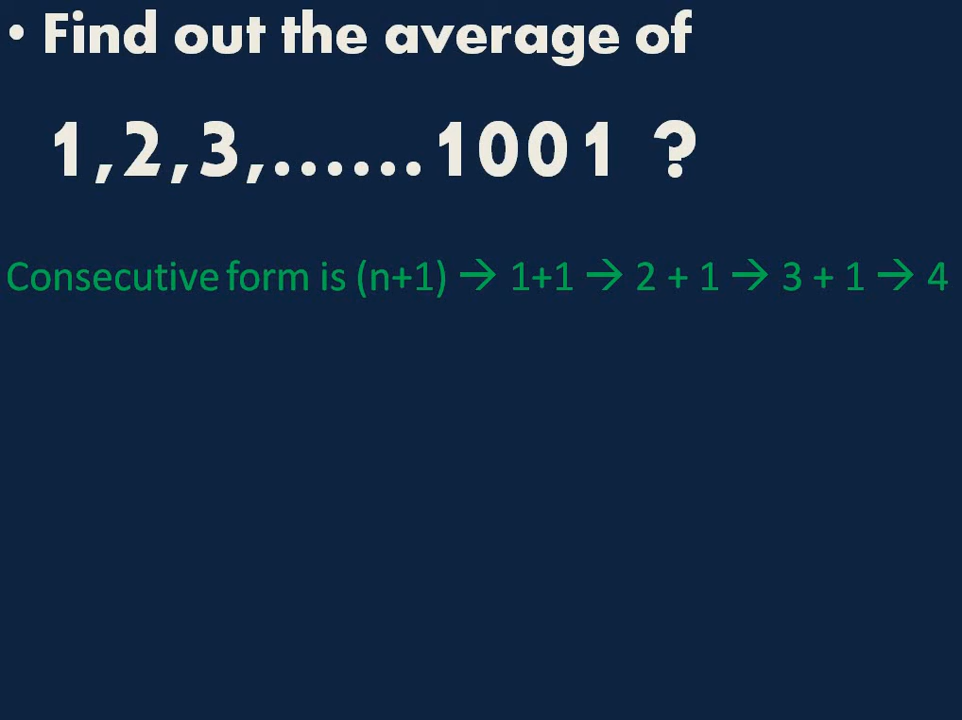 • Find out the average of
1,2,3,......1001 ?
Consecutive form is (n+1) → 1+1 → 2 + 1 → 3 + 1 → 4